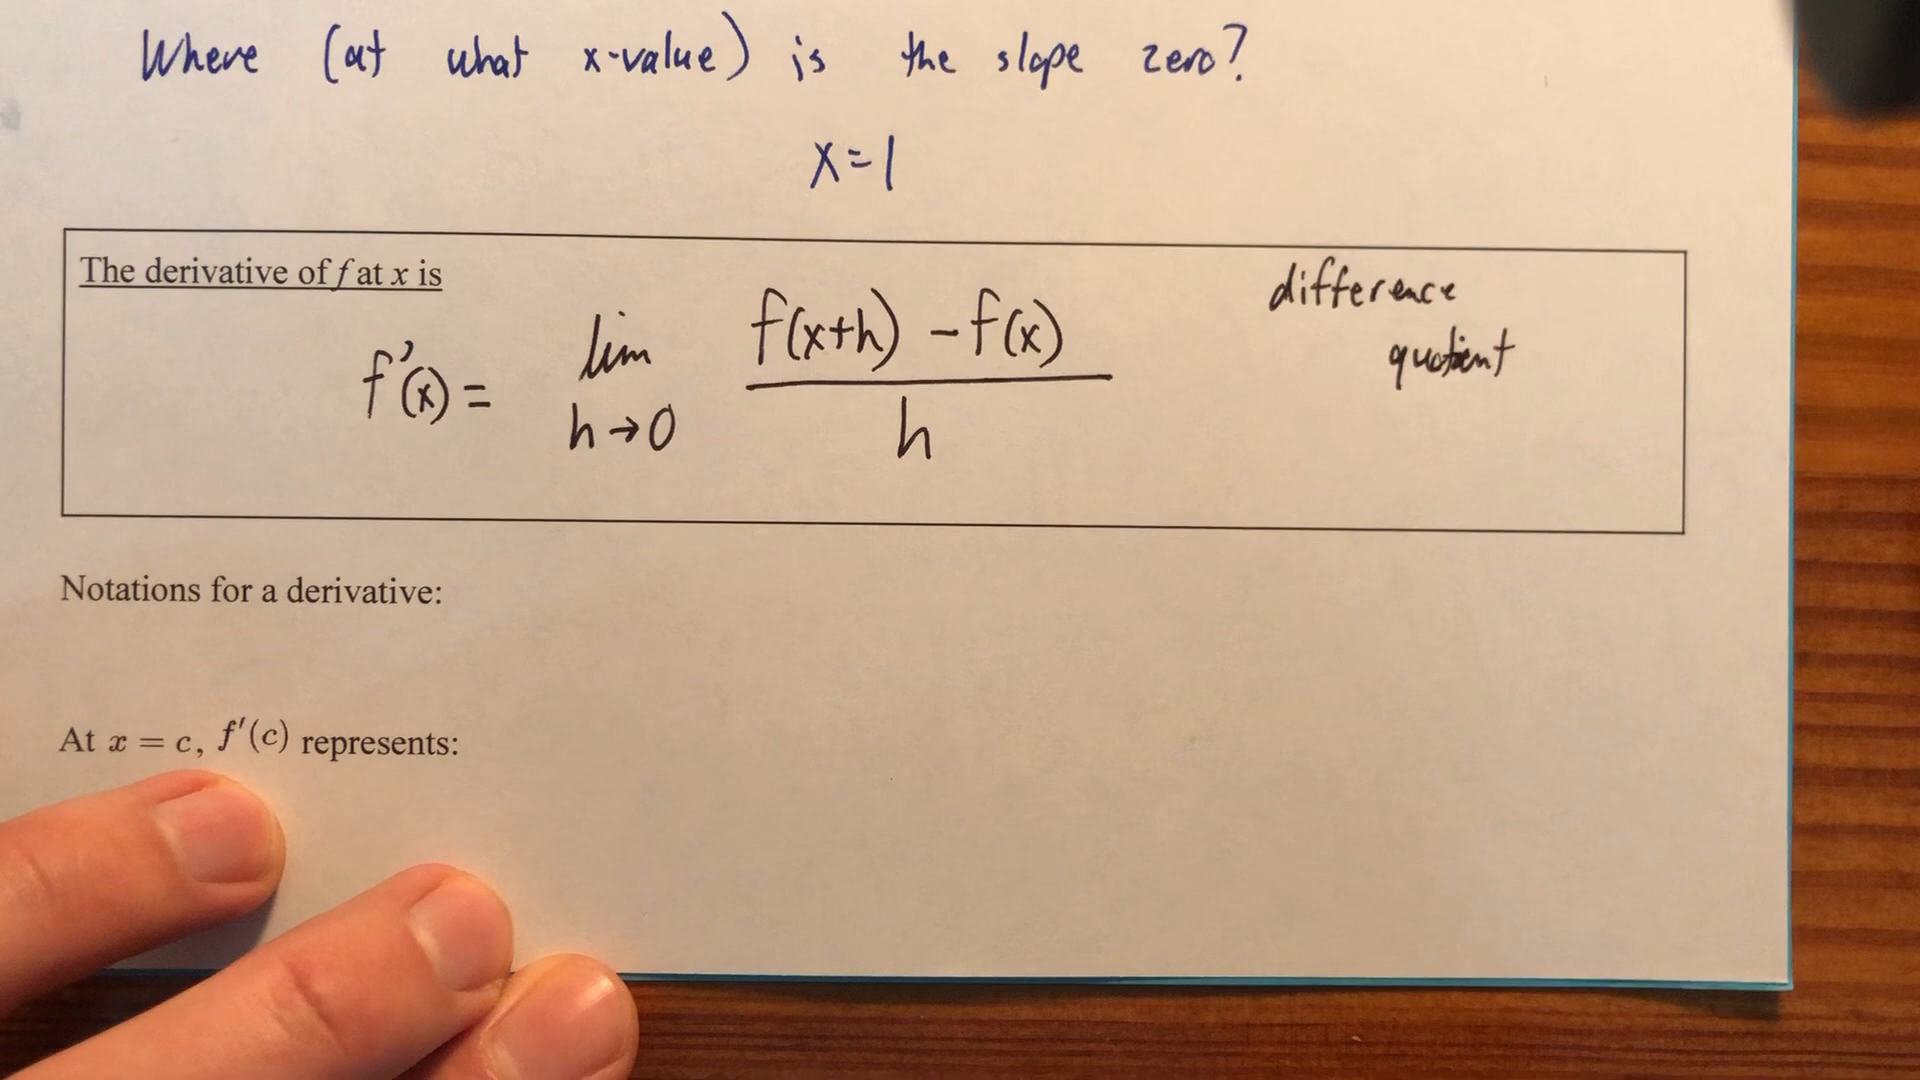 Where (at what x-value) is the slope zero?
x=1
The derivative of f at x is
difference
quotient
f'(x) = lim h→0 f(x+h) - f(x) / h
Notations for a derivative:
At x = c, f'(c) represents: